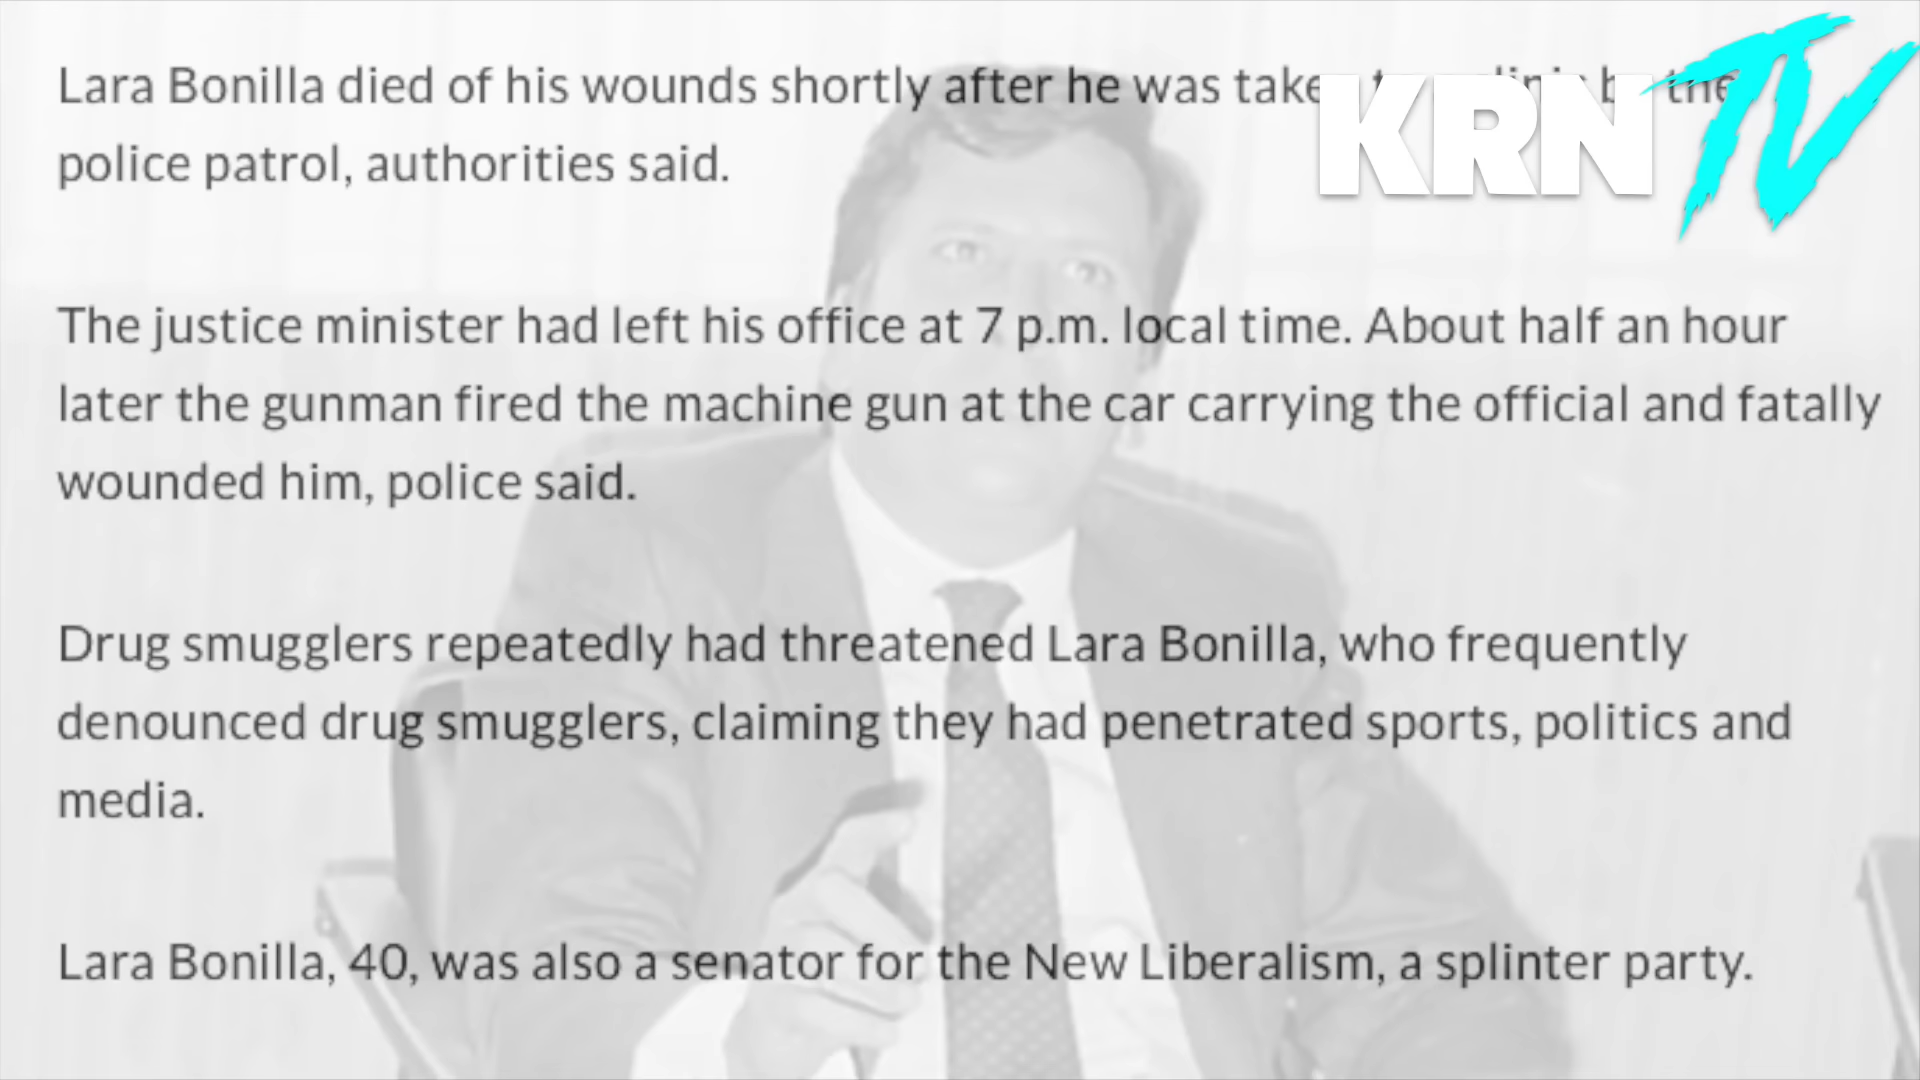 Lara Bonilla died of his wounds shortly after he was the
police patrol, authorities said.
KRN TV
The justice minister had left his office at 7 p.m. local time. About half an hour
later the gunman fired the machine gun at the car carrying the official and fatally
wounded him, police said.
Drug smugglers repeatedly had threatened Lara Bonilla, who frequently
denounced drug smugglers, claiming they had penetrated sports, politics and
media.
Lara Bonilla, 40, was also a senator for the New Liberalism, a splinter party.